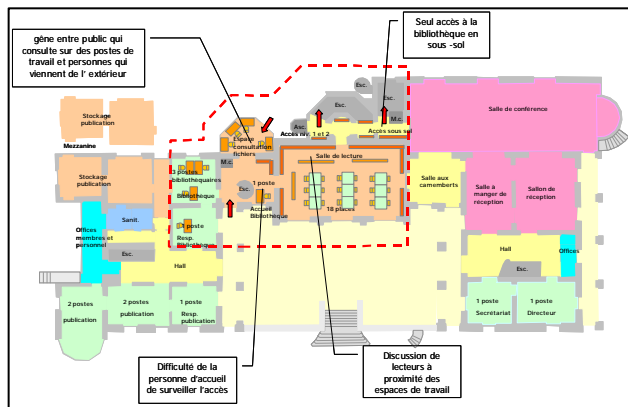 gêne entre public qui
consulte sur des postes de
travail et personnes qui
viennent de l' extérieur
Seul accès à la
bibliothèque en
sous -sol
Stockage
publication
Mezzanine
Esc.
Esc.
M.c.
Asc.
Accès niv. 1 et 2
Accès sous sol
Salle de conférence
Espace
consultation
fichiers
M.c.
Salle de lecture
Stockage
publication
3 postes
bibliothécaires
Bibliothèque
Esc.
1 poste
Accueil
Bibliothèque
18 places
Salle aux
camemberts
Salle à
manger de
réception
Sallon de
réception
Sanit.
Offices
membres et
personnel
1 poste
Resp. Bibliothèque
Esc.
Hall
Hall
Offices
Esc.
2 postes
publication
2 postes
publication
1 poste
Resp. publication
1 poste
Secrétariat
1 poste
Directeur
Difficulté de la
personne d'accueil
de surveiller l'accès
Discussion de
lecteurs à
proximité des
espaces de travail